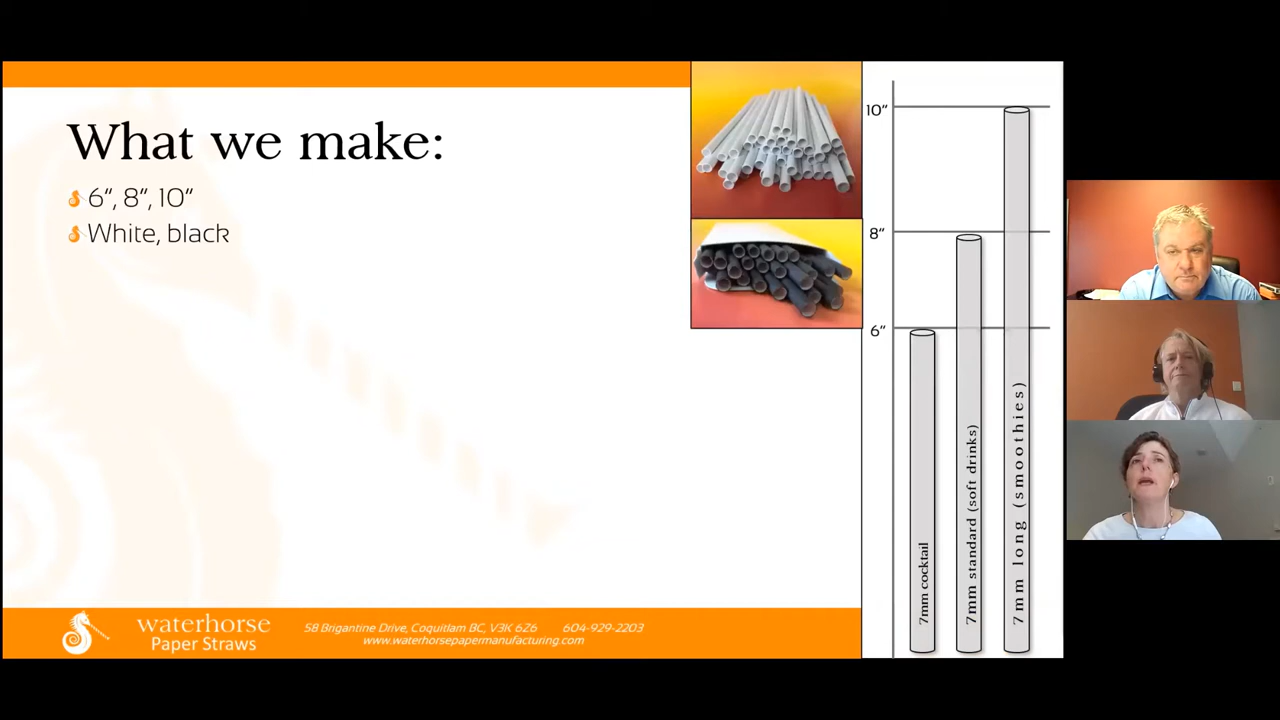 What we make:
6“, 8”, 10“
White, black
10”
8”
6”
7mm cocktail
7mm standard (soft drinks)
7mm long (smoothies)
waterhorse
Paper Straws
58 Brigantine Drive, Coquitlam BC, V3K 6Z6 604-929-2203
www.waterhorsepapermanufacturing.com